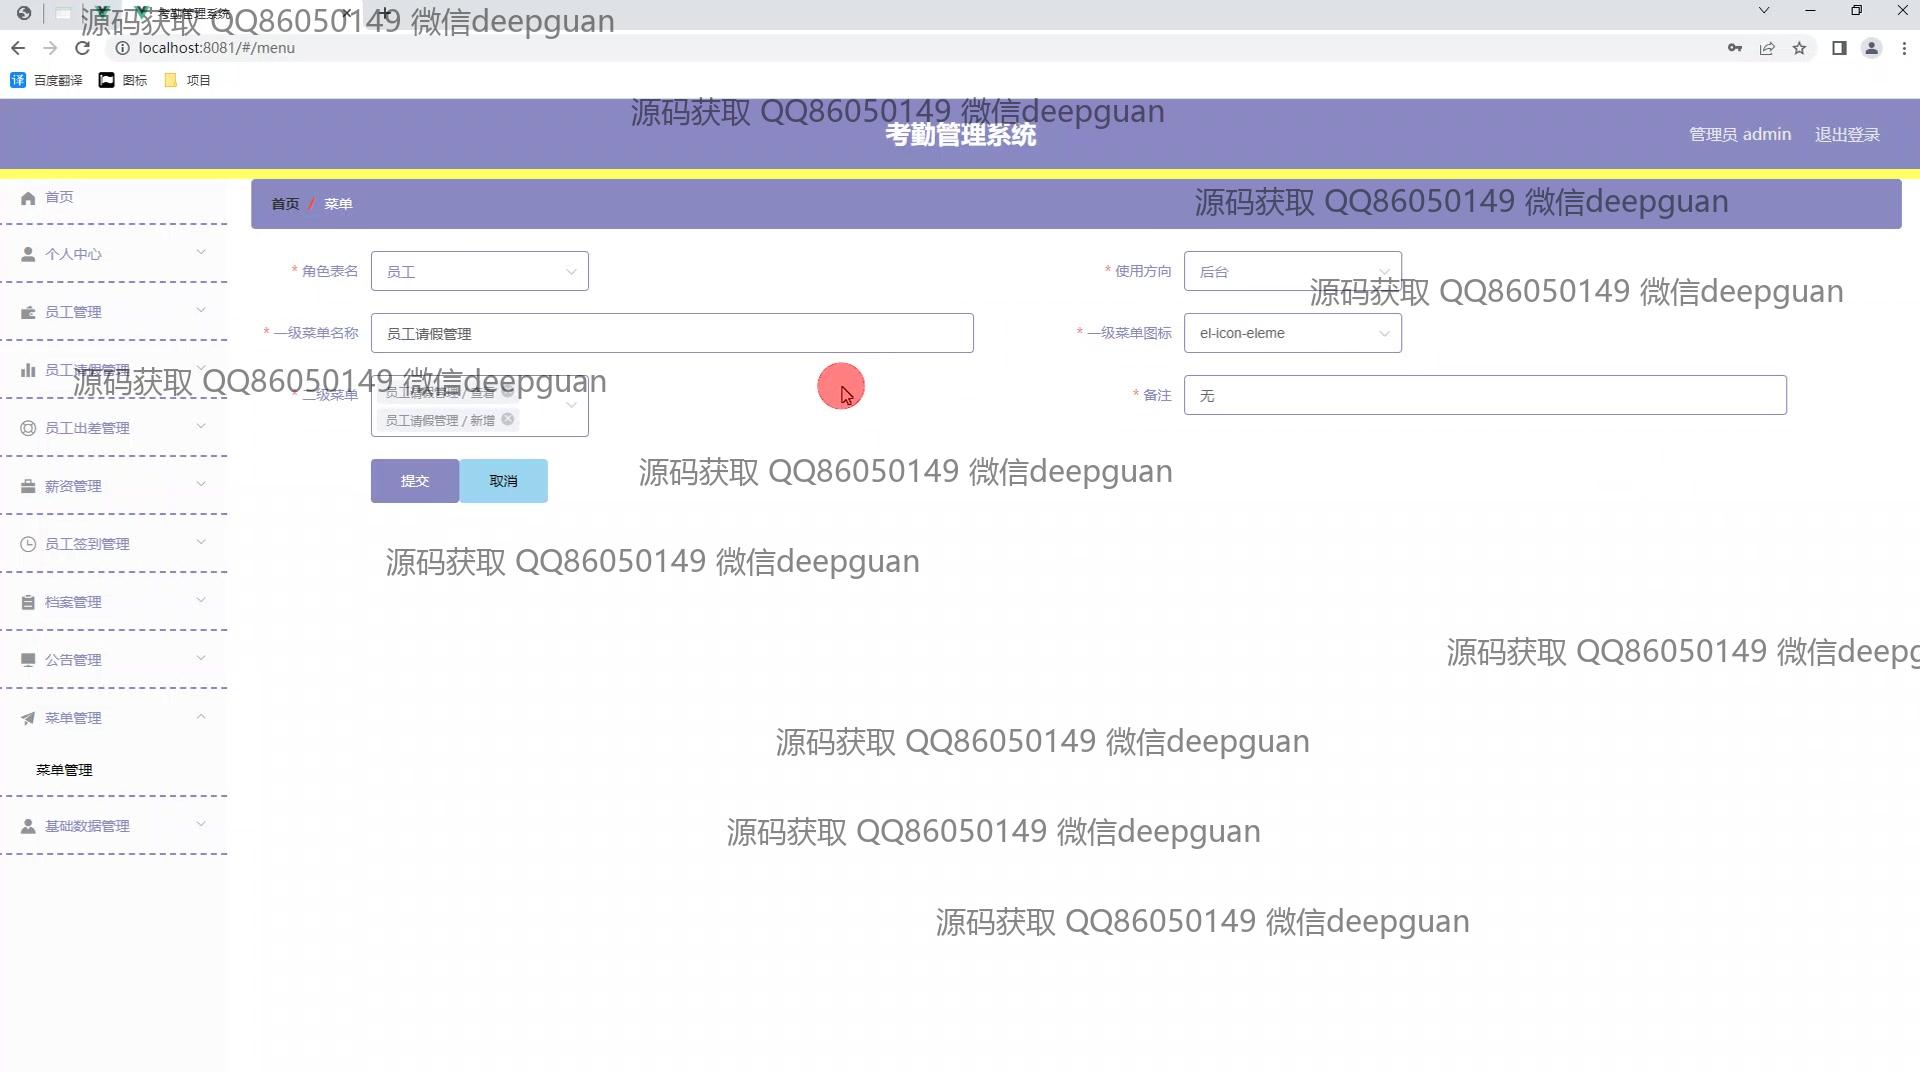 考勤管理系统
源码获取 QQ86050149 微信deepguan
localhost:8081/#/menu
百度翻译 图标 项目
源码获取 QQ86050149 微信deepguan
考勤管理系统
管理员 admin 退出登录
首页
首页 / 菜单
源码获取 QQ86050149 微信deepguan
个人中心
* 角色表名 员工
* 使用方向 后台
源码获取 QQ86050149 微信deepguan
员工管理
* 一级菜单名称 员工请假管理
* 一级菜单图标 el-icon-eleme
员工请假管理
源码获取 QQ86050149 微信deepguan
* 二级菜单 员工请假管理 / 查看
员工请假管理 / 新增
* 备注 无
员工出差管理
源码获取 QQ86050149 微信deepguan
提交 取消
薪资管理
员工签到管理
源码获取 QQ86050149 微信deepguan
档案管理
公告管理
源码获取 QQ86050149 微信deepg
菜单管理
源码获取 QQ86050149 微信deepguan
菜单管理
基础数据管理
源码获取 QQ86050149 微信deepguan
源码获取 QQ86050149 微信deepguan